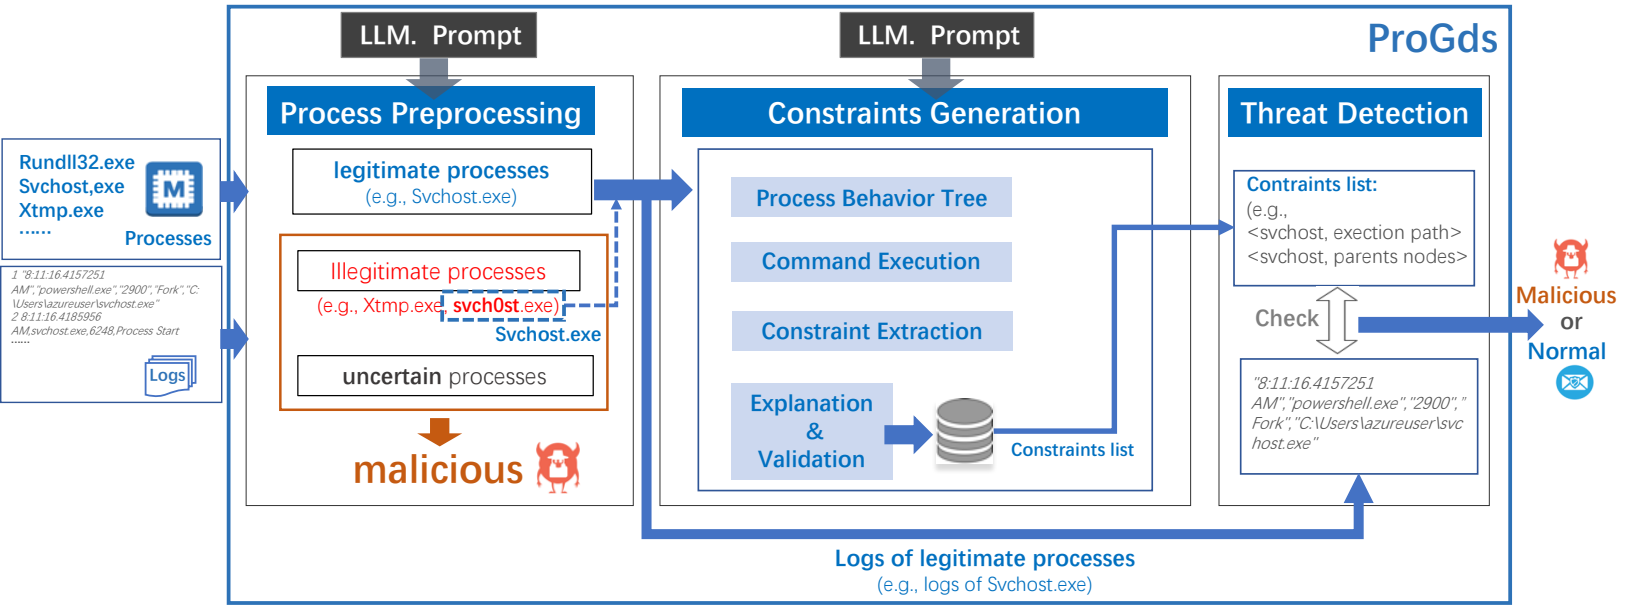 LLM. Prompt
LLM. Prompt
ProGds
Process Preprocessing
Constraints Generation
Threat Detection
Rundll32.exe
Svchost,exe
Xtmp.exe
......
M
Processes
1 "8:11:16.4157251
AM","powershell.exe","2900","Fork","C:
\Users\azureuser\svchost.exe"
2 8:11:16.4185956
AM,svchost.exe,6248,Process Start
......
Logs
legitimate processes
(e.g., Svchost.exe)
Illegitimate processes
(e.g., Xtmp.exe, svch0st.exe)
Svchost.exe
uncertain processes
malicious
Process Behavior Tree
Command Execution
Constraint Extraction
Explanation
&
Validation
Constraints list
Contraints list:
(e.g.,
<svchost, exection path>
<svchost, parents nodes>
Check
"8:11:16.4157251
AM","powershell.exe","2900","
Fork","C:\Users\azureuser\svc
host.exe"
Malicious
or
Normal
Logs of legitimate processes
(e.g., logs of Svchost.exe)